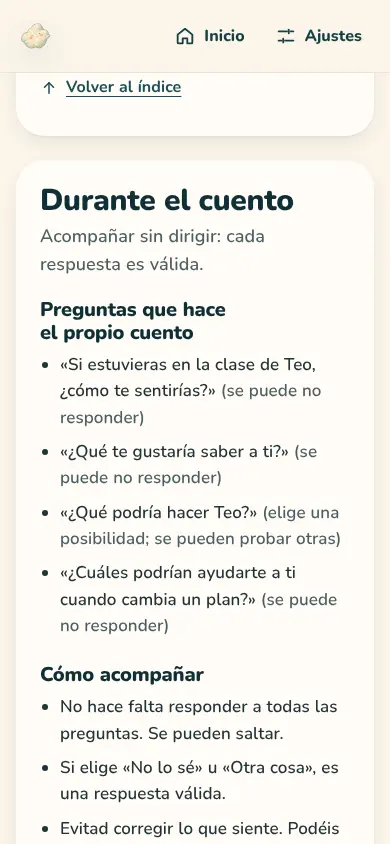 Inicio
Ajustes
Volver al índice
Durante el cuento
Acompañar sin dirigir: cada
respuesta es válida.
Preguntas que hace
el propio cuento
• «Si estuvieras en la clase de Teo,
¿cómo te sentirías?» (se puede no
responder)
• «¿Qué te gustaría saber a ti?» (se
puede no responder)
• «¿Qué podría hacer Teo?» (elige una
posibilidad; se pueden probar otras)
• «¿Cuáles podrían ayudarte a ti
cuando cambia un plan?» (se puede
no responder)
Cómo acompañar
• No hace falta responder a todas las
preguntas. Se pueden saltar.
• Si elige «No lo sé» u «Otra cosa», es
una respuesta válida.
• Evitad corregir lo que siente. Podéis